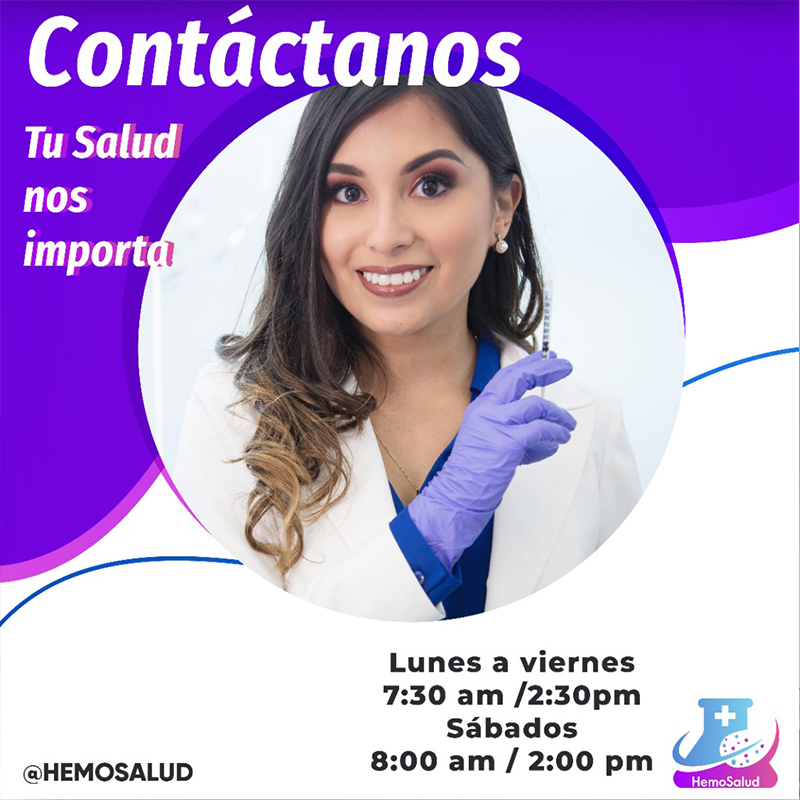 Contáctanos
Tu Salud
nos
importa
Lunes a viernes
7:30 am /2:30pm
Sábados
8:00 am / 2:00 pm
@HEMOSALUD
HemoSalud